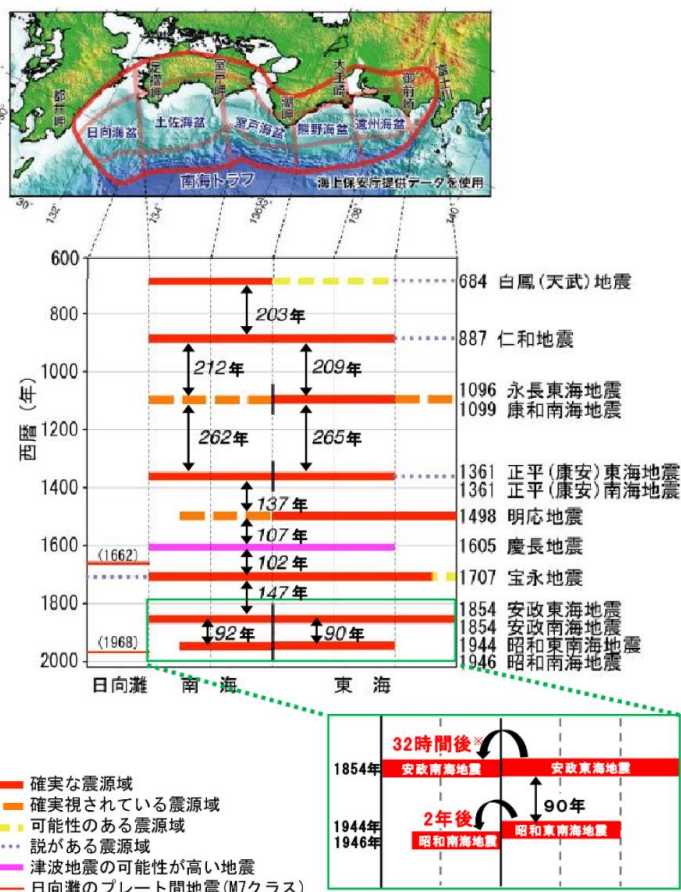 都井岬
足摺岬
室戸岬
潮岬
大王崎
御前崎
富士川
日向海盆
土佐海盆
室戸海盆
熊野海盆
遠州海盆
南海トラフ
海上保安庁提供データを使用
30°
132°
134°
136°
138°
140°
600
800
1000
1200
1400
1600
1800
2000
西暦(年)
684 白鳳(天武)地震
203年
887 仁和地震
212年
209年
1096 永長東海地震
1099 康和南海地震
262年
265年
1361 正平(康安)東海地震
1361 正平(康安)南海地震
137年
1498 明応地震
107年
1605 慶長地震
(1662)
102年
1707 宝永地震
147年
1854 安政東海地震
1854 安政南海地震
92年
90年
1944 昭和東南海地震
(1968)
1946 昭和南海地震
日向灘
南 海
東 海
32時間後※
1854年
安政南海地震
安政東海地震
90年
2年後
1944年
昭和東南海地震
1946年
昭和南海地震
確実な震源域
確実視されている震源域
可能性のある震源域
説がある震源域
津波地震の可能性が高い地震
日向灘のプレート間地震(M7クラス)